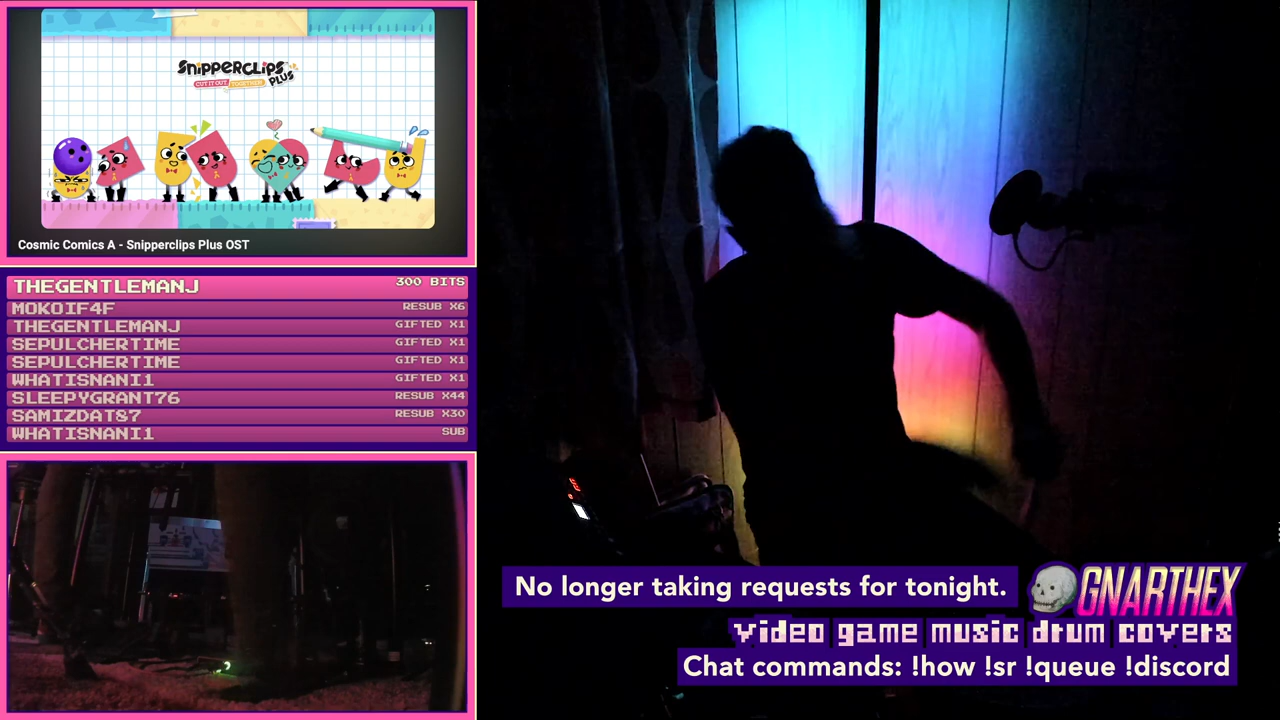 SNIPPERCLIPS
CUT IT OUT, TOGETHER!
PLUS
Cosmic Comics A - Snipperclips Plus OST
THEGENTLEMANJ 300 BITS
MOKOIF4F RESUB X6
THEGENTLEMANJ GIFTED X1
SEPULCHERTIME GIFTED X1
SEPULCHERTIME GIFTED X1
WHATISNANI1 GIFTED X1
SLEEPYGRANT76 RESUB X44
SAMIZDAT87 RESUB X30
WHATISNANI1 SUB
No longer taking requests for tonight.
GNARTHEX
video game music drum covers
Chat commands: !how !sr !queue !discord